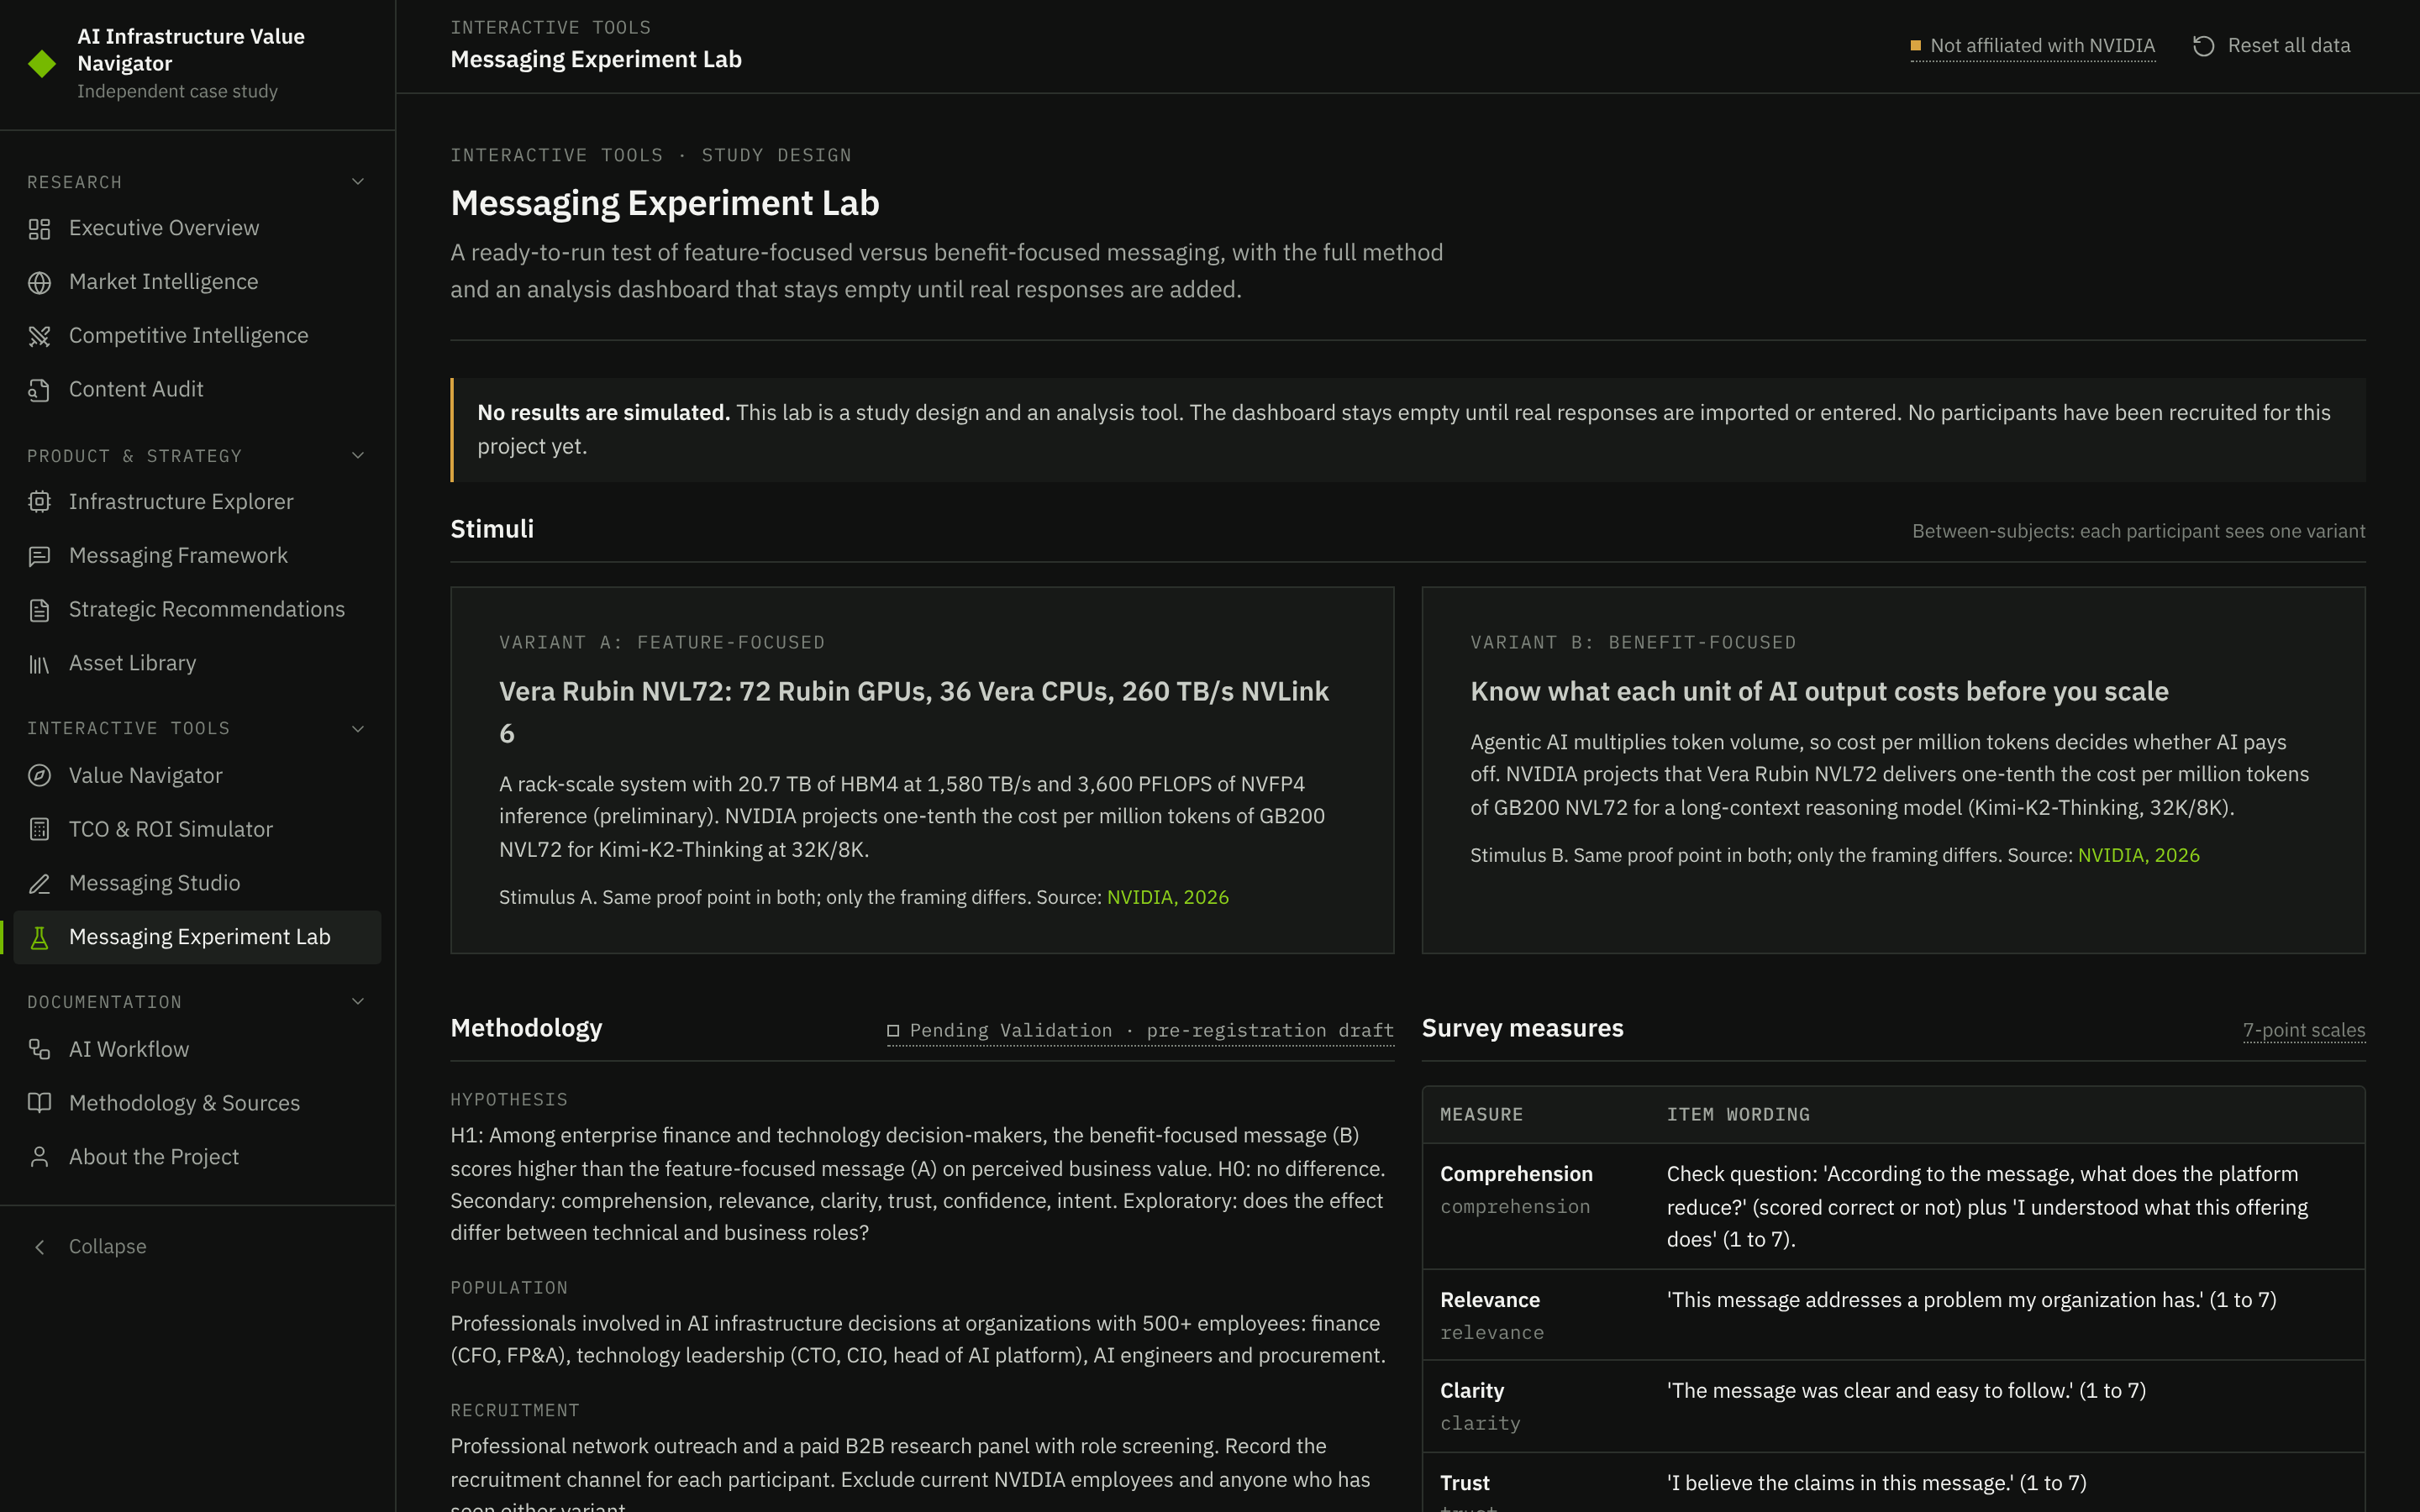 AI Infrastructure Value
Navigator
Independent case study
RESEARCH
Executive Overview
Market Intelligence
Competitive Intelligence
Content Audit
PRODUCT & STRATEGY
Infrastructure Explorer
Messaging Framework
Strategic Recommendations
Asset Library
INTERACTIVE TOOLS
Value Navigator
TCO & ROI Simulator
Messaging Studio
Messaging Experiment Lab
DOCUMENTATION
AI Workflow
Methodology & Sources
About the Project
Collapse
INTERACTIVE TOOLS
Messaging Experiment Lab
Not affiliated with NVIDIA
Reset all data
INTERACTIVE TOOLS · STUDY DESIGN
Messaging Experiment Lab
A ready-to-run test of feature-focused versus benefit-focused messaging, with the full method
and an analysis dashboard that stays empty until real responses are added.
No results are simulated. This lab is a study design and an analysis tool. The dashboard stays empty until real responses are imported or entered. No participants have been recruited for this
project yet.
Stimuli
Between-subjects: each participant sees one variant
VARIANT A: FEATURE-FOCUSED
Vera Rubin NVL72: 72 Rubin GPUs, 36 Vera CPUs, 260 TB/s NVLink
6
A rack-scale system with 20.7 TB of HBM4 at 1,580 TB/s and 3,600 PFLOPS of NVFP4
inference (preliminary). NVIDIA projects one-tenth the cost per million tokens of GB200
NVL72 for Kimi-K2-Thinking at 32K/8K.
Stimulus A. Same proof point in both; only the framing differs. Source: NVIDIA, 2026
VARIANT B: BENEFIT-FOCUSED
Know what each unit of AI output costs before you scale
Agentic AI multiplies token volume, so cost per million tokens decides whether AI pays
off. NVIDIA projects that Vera Rubin NVL72 delivers one-tenth the cost per million tokens
of GB200 NVL72 for a long-context reasoning model (Kimi-K2-Thinking, 32K/8K).
Stimulus B. Same proof point in both; only the framing differs. Source: NVIDIA, 2026
Methodology
Pending Validation · pre-registration draft
HYPOTHESIS
H1: Among enterprise finance and technology decision-makers, the benefit-focused message (B)
scores higher than the feature-focused message (A) on perceived business value. H0: no difference.
Secondary: comprehension, relevance, clarity, trust, confidence, intent. Exploratory: does the effect
differ between technical and business roles?
POPULATION
Professionals involved in AI infrastructure decisions at organizations with 500+ employees: finance
(CFO, FP&A), technology leadership (CTO, CIO, head of AI platform), AI engineers and procurement.
RECRUITMENT
Professional network outreach and a paid B2B research panel with role screening. Record the
recruitment channel for each participant. Exclude current NVIDIA employees and anyone who has
seen either variant.
Survey measures
7-point scales
MEASURE
ITEM WORDING
Comprehension
comprehension
Check question: 'According to the message, what does the platform
reduce?' (scored correct or not) plus 'I understood what this offering
does' (1 to 7).
Relevance
relevance
'This message addresses a problem my organization has.' (1 to 7)
Clarity
clarity
'The message was clear and easy to follow.' (1 to 7)
Trust
trust
'I believe the claims in this message.' (1 to 7)